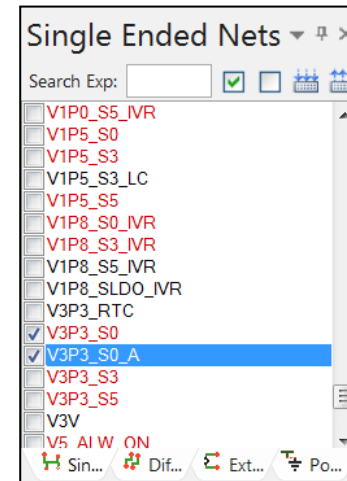 Single Ended Nets
Search Exp:
V1P0_S5_IVR
V1P5_S0
V1P5_S3
V1P5_S3_LC
V1P5_S5
V1P8_S0_IVR
V1P8_S3_IVR
V1P8_S5_IVR
V1P8_SLDO_IVR
V3P3_RTC
V3P3_S0
V3P3_S0_A
V3P3_S3
V3P3_S5
V3V
V5_ALW_ON
Sin... Dif... Ext... Po...